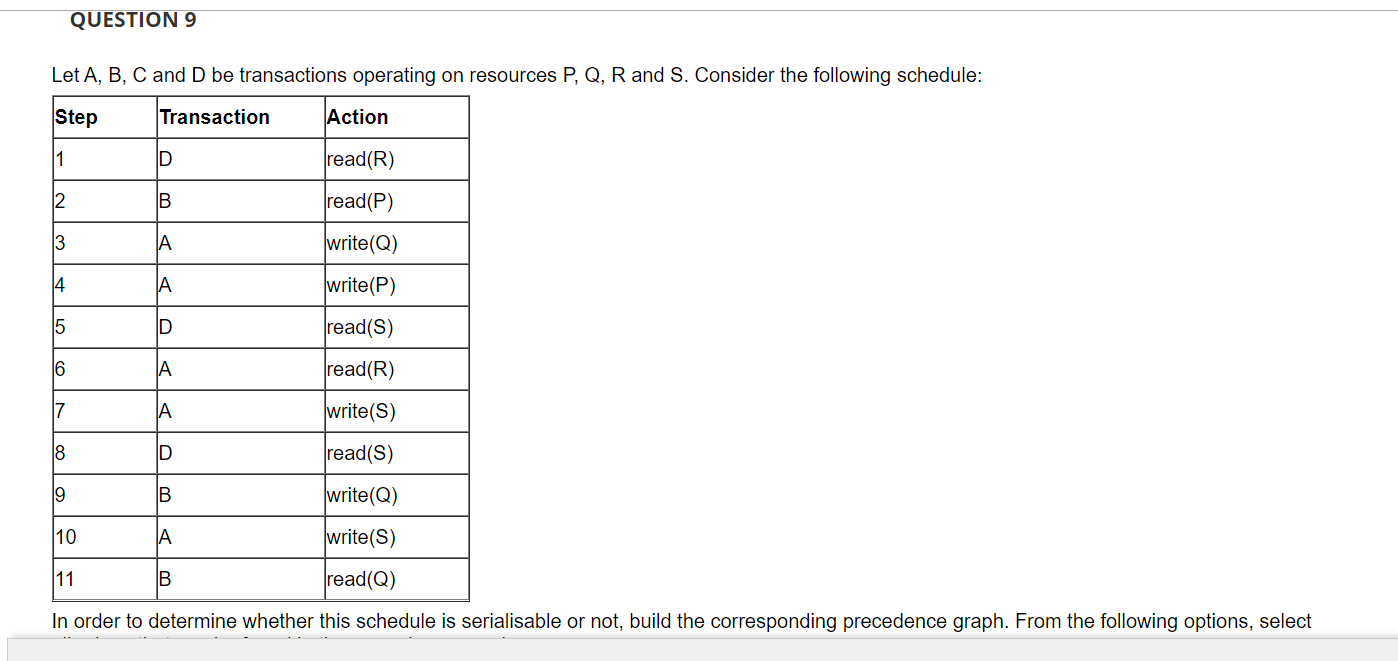 QUESTION 9
Let A, B, C and D be transactions operating on resources P, Q, R and S. Consider the following schedule:
Step Transaction Action
1 D read(R)
2 B read(P)
3 A write(Q)
4 A write(P)
5 D read(S)
6 A read(R)
7 A write(S)
8 D read(S)
9 B write(Q)
10 A write(S)
11 B read(Q)
In order to determine whether this schedule is serialisable or not, build the corresponding precedence graph. From the following options, select